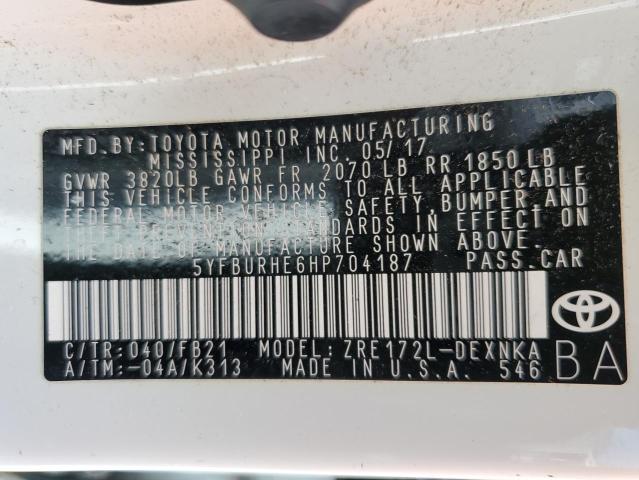 MFD. BY:TOYOTA MOTOR MANUFACTURING
MISSISSIPPI INC. 05/17
GVWR 3820LB GAWR FR 2070 LB RR 1850 LB
THIS VEHICLE CONFORMS TO ALL APPLICABLE
FEDERAL MOTOR VEHICLE SAFETY, BUMPER, AND
THEFT PREVENTION STANDARDS IN EFFECT ON
THE DATE OF MANUFACTURE SHOWN ABOVE.
5YFBURHE6HP704187 PASS. CAR
C/TR: 040/FB21 MODEL: ZRE172L-DEXNKA
A/TM:-04A/K313 MADE IN U.S.A. 546
BA